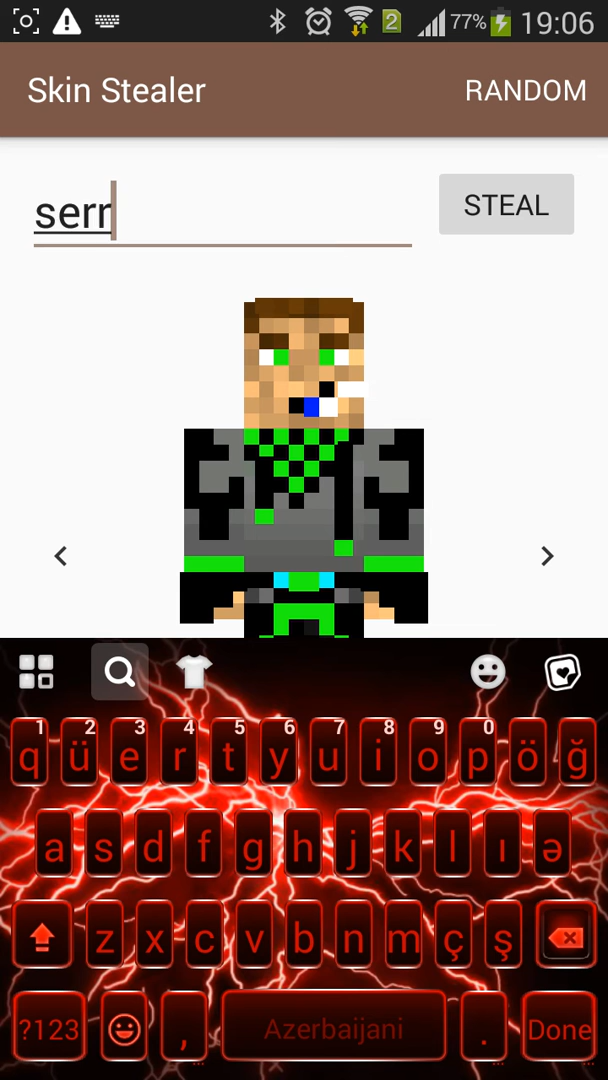 2 77% 19:06
Skin Stealer RANDOM
serr STEAL
1 2 3 4 5 6 7 8 9 0
q ü e r t y u i o p ö ğ
a s d f g h j k l ı ə
z x c v b n m ç ş
?123 , Azerbaijani . Done